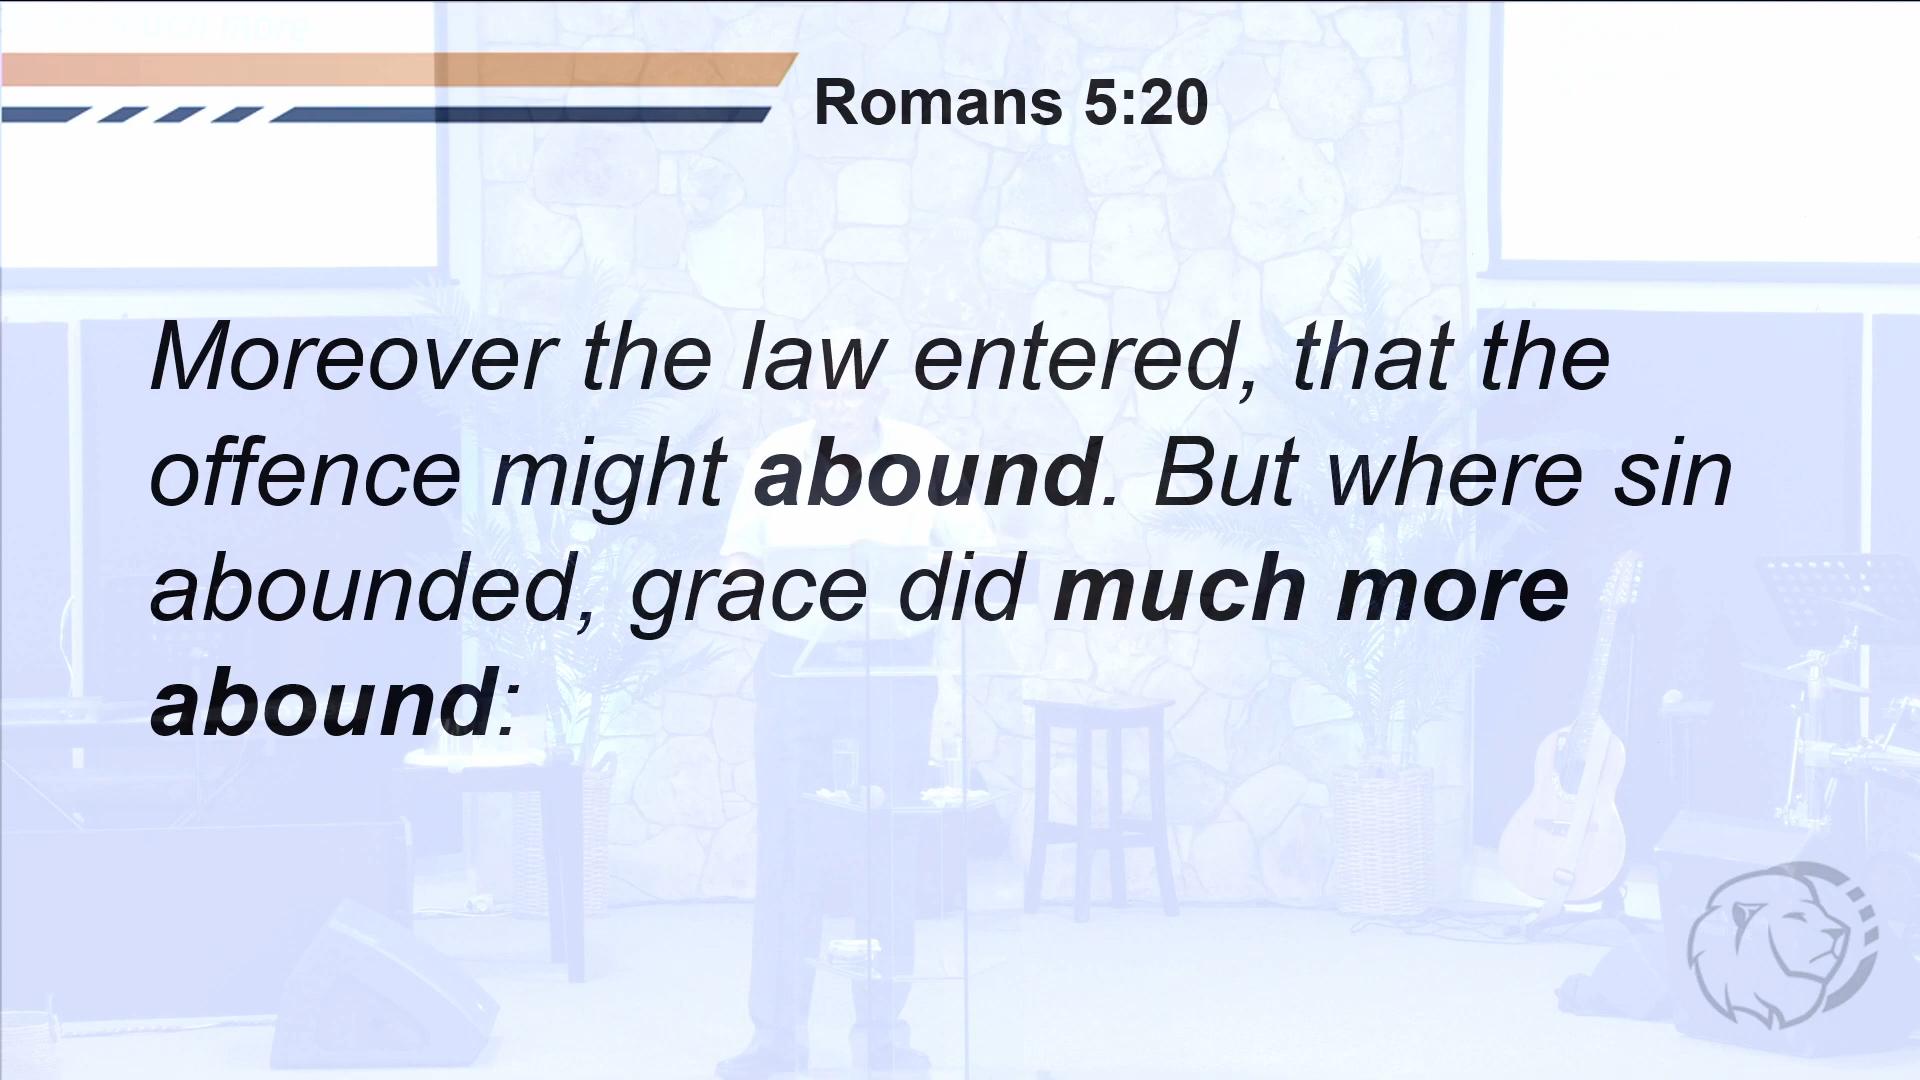 Romans 5:20
Moreover the law entered, that the
offence might abound. But where sin
abounded, grace did much more
abound: